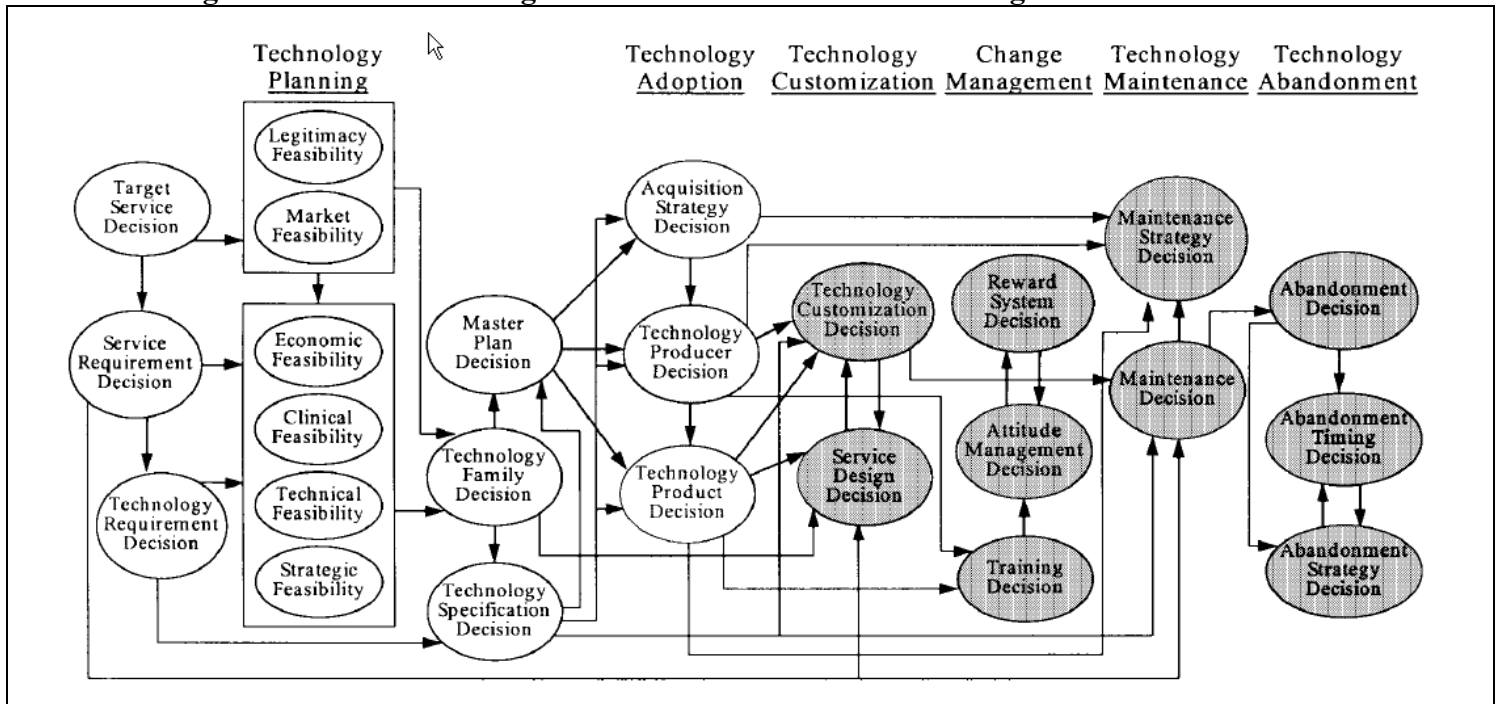 Technology
Planning
Technology
Adoption
Technology
Customization
Change
Management
Technology
Maintenance
Technology
Abandonment
Legitimacy
Feasibility
Market
Feasibility
Target
Service
Decision
Service
Requirement
Decision
Technology
Requirement
Decision
Economic
Feasibility
Clinical
Feasibility
Technical
Feasibility
Strategic
Feasibility
Master
Plan
Decision
Technology
Family
Decision
Technology
Specification
Decision
Acquisition
Strategy
Decision
Technology
Producer
Decision
Technology
Product
Decision
Technology
Customization
Decision
Service
Design
Decision
Reward
System
Decision
Attitude
Management
Decision
Training
Decision
Maintenance
Strategy
Decision
Maintenance
Decision
Abandonment
Decision
Abandonment
Timing
Decision
Abandonment
Strategy
Decision